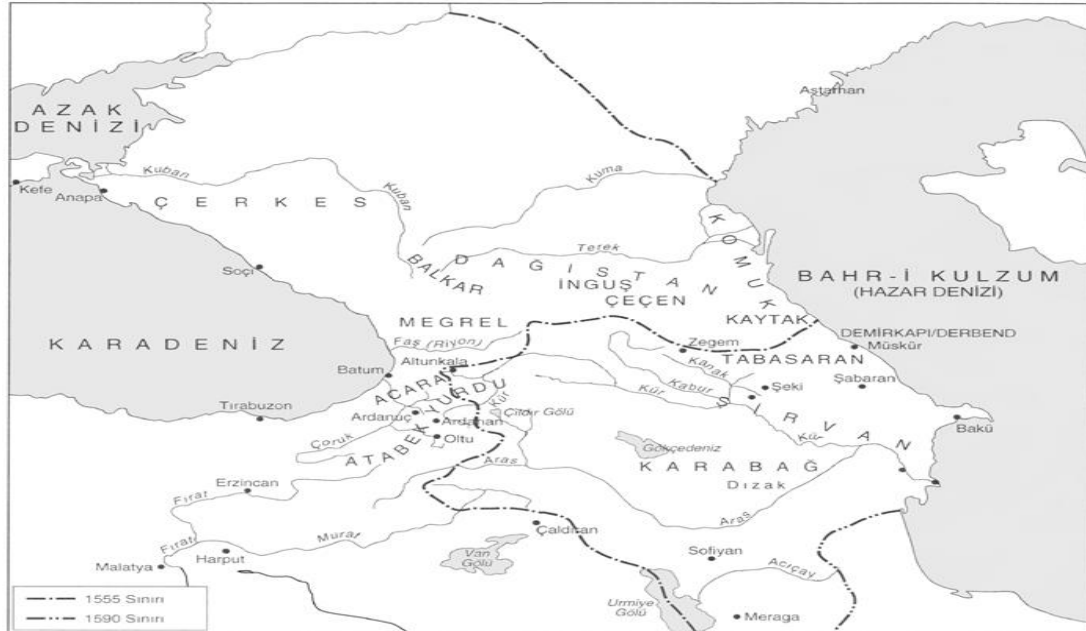 Aştarhan
AZAK
DENİZİ
Kefe
Anapa
Kuban
Kuban
Kuma
ÇERKES
KOMUK
Soçi
Terek
BALKAR
DAĞISTAN
İNGUŞ
ÇEÇEN
BAHR-İ KULZUM
(HAZAR DENİZİ)
KAYTAK
MEGREL
KARADENİZ
Faş (Riyon)
DEMİRKAPI/DERBEND
Müskür
Zegem
TABASARAN
Altunkala
Batum
Kanak
ACARA
Kabur
Şeki
Şabaran
ATABEK YURDU
Kür
Kür
ŞİRVAN
Tırabuzon
Ardanuç
Ardahan
Çıldır Gölü
Bakü
Oltu
Çoruk
Kür
Gökçedeniz
KARABAĞ
Aras
Dızak
Erzincan
Fırat
Aras
Murat
Çaldıran
Fırat
Harput
Van
Gölü
Sofiyan
Malatya
Acıçay
Urmiye
Gölü
Meraga
1555 Sınırı
1590 Sınırı